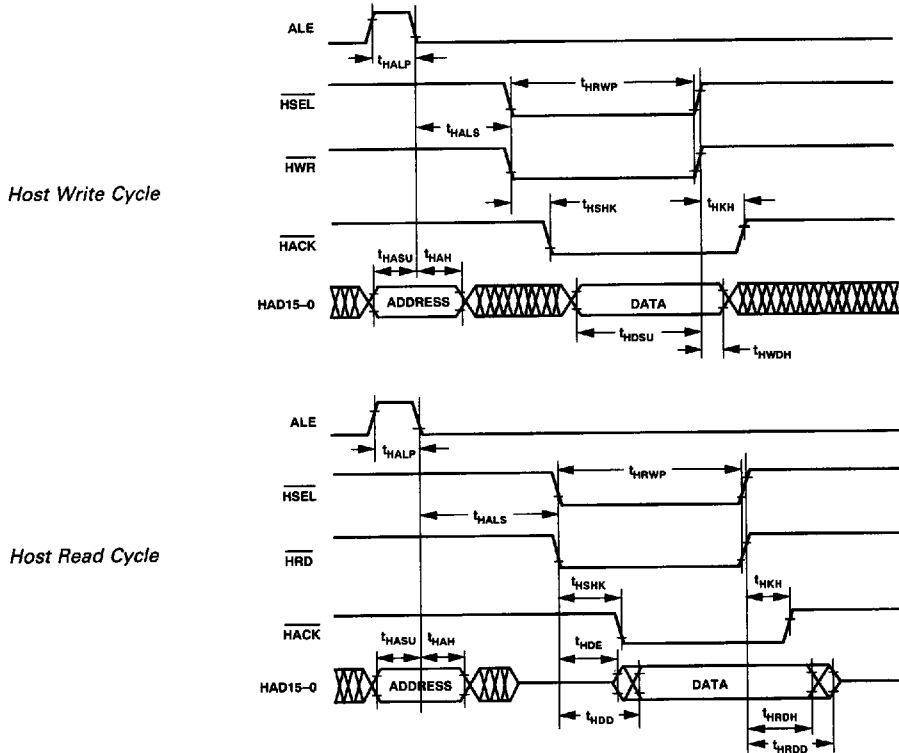 ALE
tHALP
HSEL
tHRWP
tHALS
HWR
Host Write Cycle
tHSHK
tHKH
HACK
tHASU
tHAH
HAD15–0
ADDRESS
DATA
tHDSU
tHWDH
ALE
tHALP
HSEL
tHRWP
tHALS
Host Read Cycle
HRD
tHSHK
tHKH
HACK
tHASU
tHAH
tHDE
HAD15–0
ADDRESS
DATA
tHDD
tHRDH
tHRDD